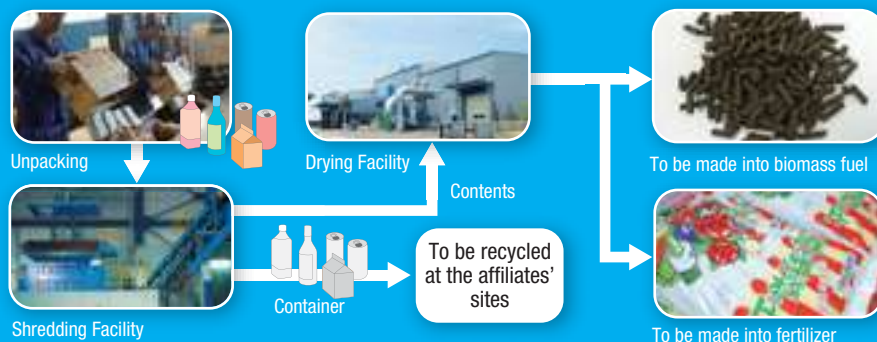 Unpacking
Drying Facility
To be made into biomass fuel
Contents
To be recycled
at the affiliates’
sites
Container
Shredding Facility
To be made into fertilizer